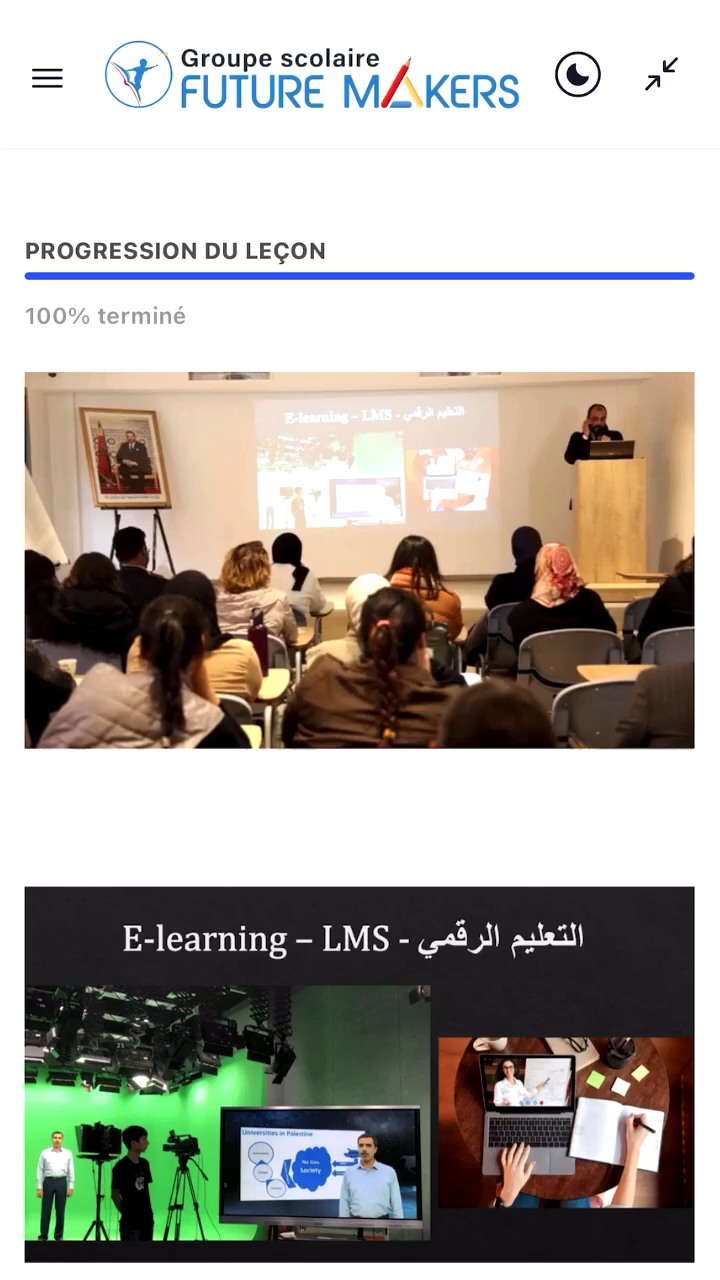 Groupe scolaire
FUTURE MAKERS
PROGRESSION DU LEÇON
100% terminé
E-learning – LMS - التعليم الرقمي
E-learning – LMS - التعليم الرقمي
Universities in Palestine
Society